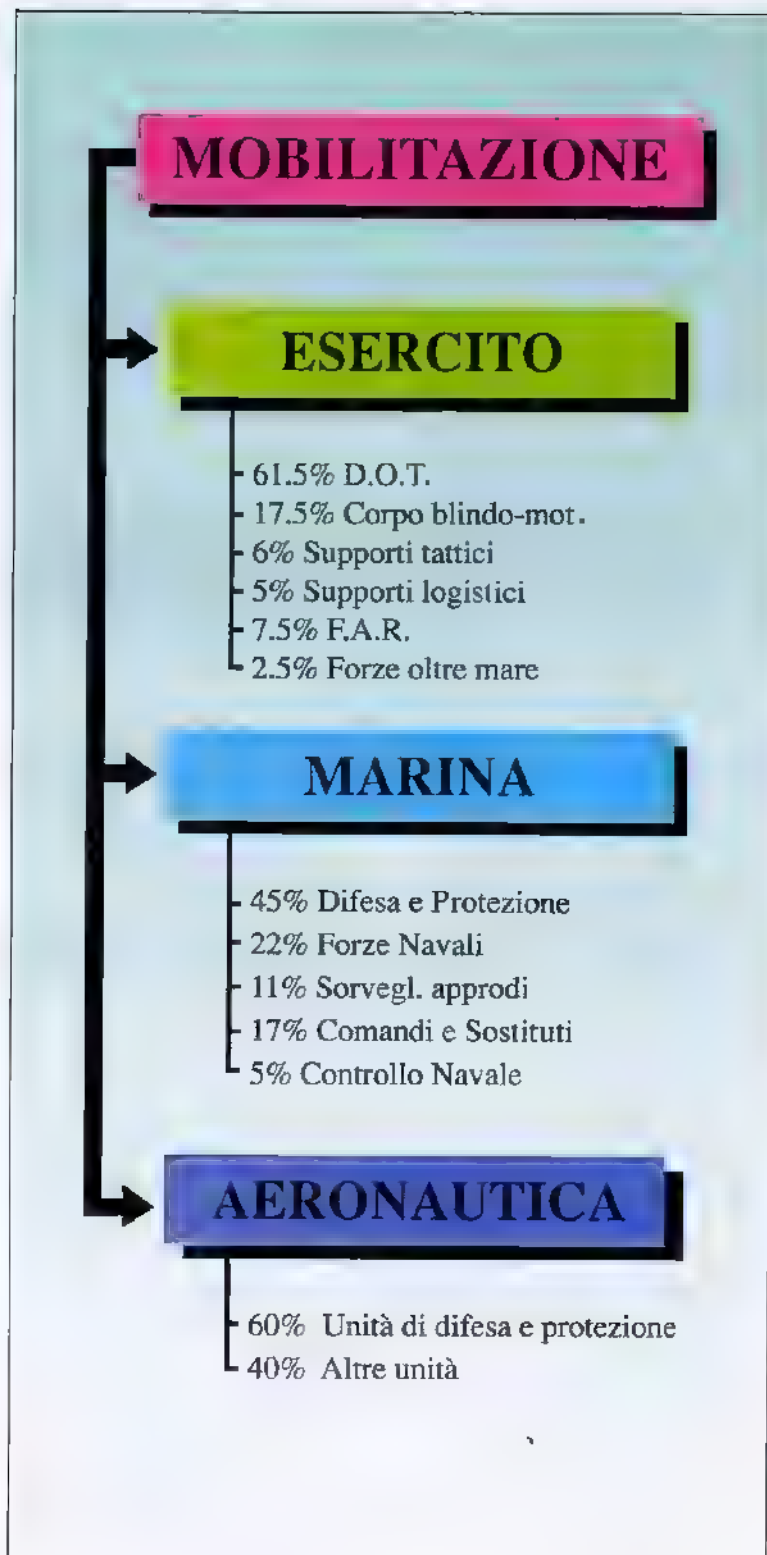 MOBILITAZIONE
ESERCITO
61.5% D.O.T.
17.5% Corpo blindo-mot.
6% Supporti tattici
5% Supporti logistici
7.5% F.A.R.
2.5% Forze oltre mare
MARINA
45% Difesa e Protezione
22% Forze Navali
11% Sorvegl. approdi
17% Comandi e Sostituti
5% Controllo Navale
AERONAUTICA
60% Unità di difesa e protezione
40% Altre unità